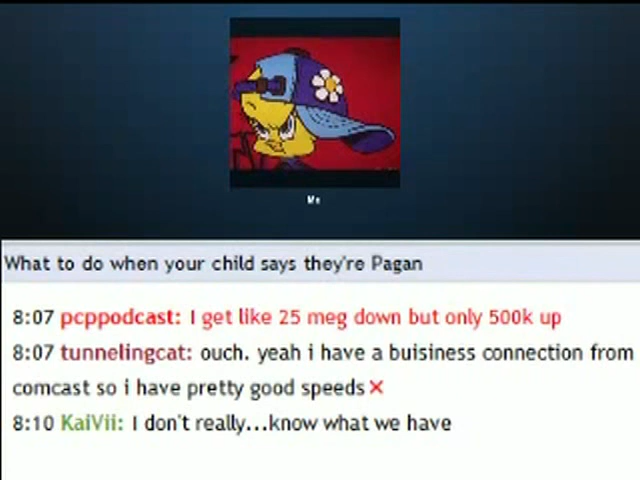 Me
What to do when your child says they're Pagan
8:07 pcppodcast: I get like 25 meg down but only 500k up
8:07 tunnelingcat: ouch. yeah i have a buisiness connection from
comcast so i have pretty good speeds
8:10 KaiVii: I don't really...know what we have